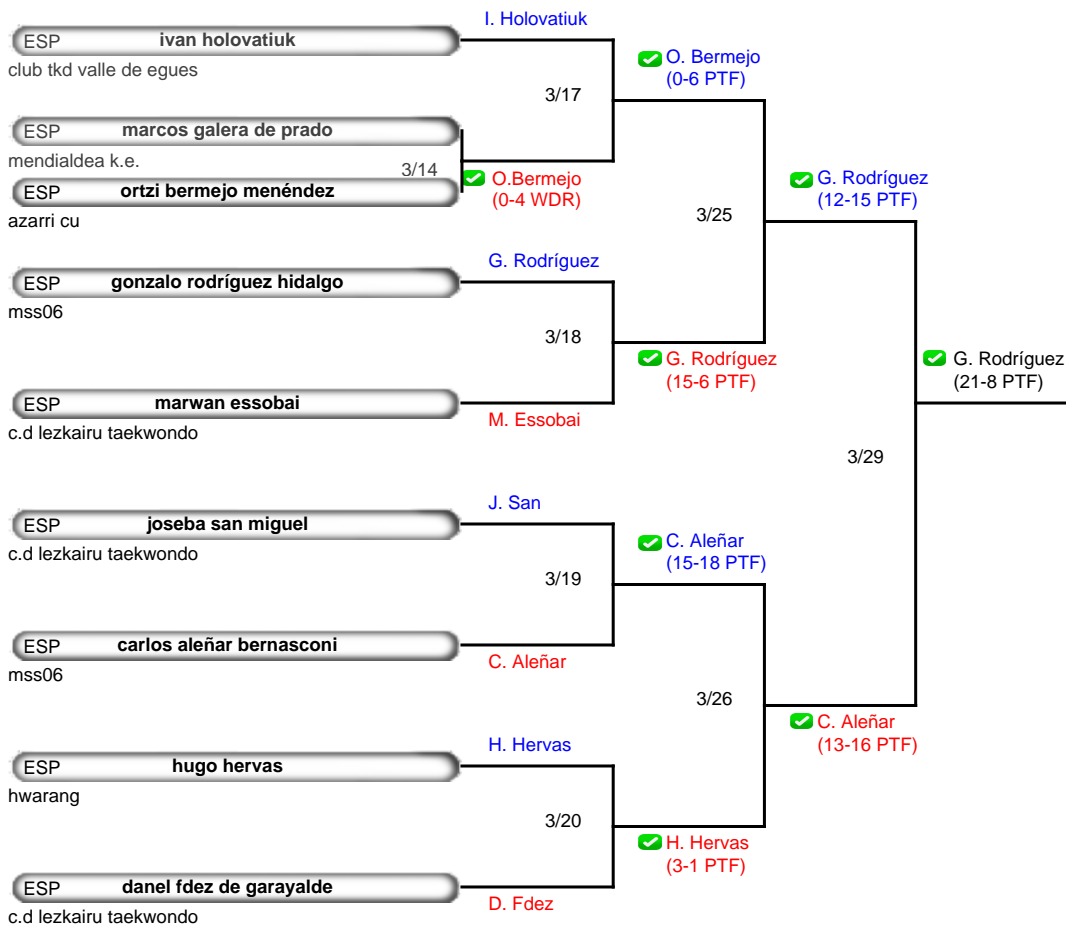 I. Holovatiuk
ESP ivan holovatiuk
club tkd valle de egues
O. Bermejo
(0-6 PTF)
3/17
ESP marcos galera de prado
mendialdea k.e.
3/14
O.Bermejo
(0-4 WDR)
ESP ortzi bermejo menéndez
azarri cu
G. Rodríguez
(12-15 PTF)
3/25
G. Rodríguez
ESP gonzalo rodríguez hidalgo
mss06
3/18
G. Rodríguez
(15-6 PTF)
G. Rodríguez
(21-8 PTF)
ESP marwan essobai
M. Essobai
c.d lezkairu taekwondo
3/29
J. San
ESP joseba san miguel
c.d lezkairu taekwondo
C. Aleñar
(15-18 PTF)
3/19
ESP carlos aleñar bernasconi
C. Aleñar
mss06
3/26
C. Aleñar
(13-16 PTF)
H. Hervas
ESP hugo hervas
hwarang
3/20
H. Hervas
(3-1 PTF)
ESP danel fdez de garayalde
D. Fdez
c.d lezkairu taekwondo